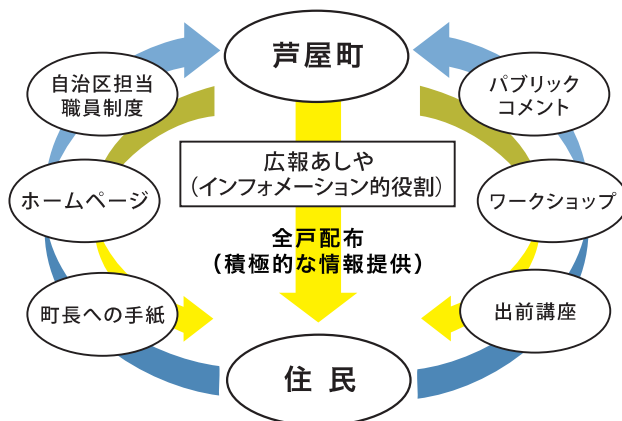 芦屋町
自治区担当
職員制度
パブリック
コメント
広報あしや
(インフォメーション的役割)
ホームページ
ワークショップ
全戸配布
(積極的な情報提供)
町長への手紙
出前講座
住 民